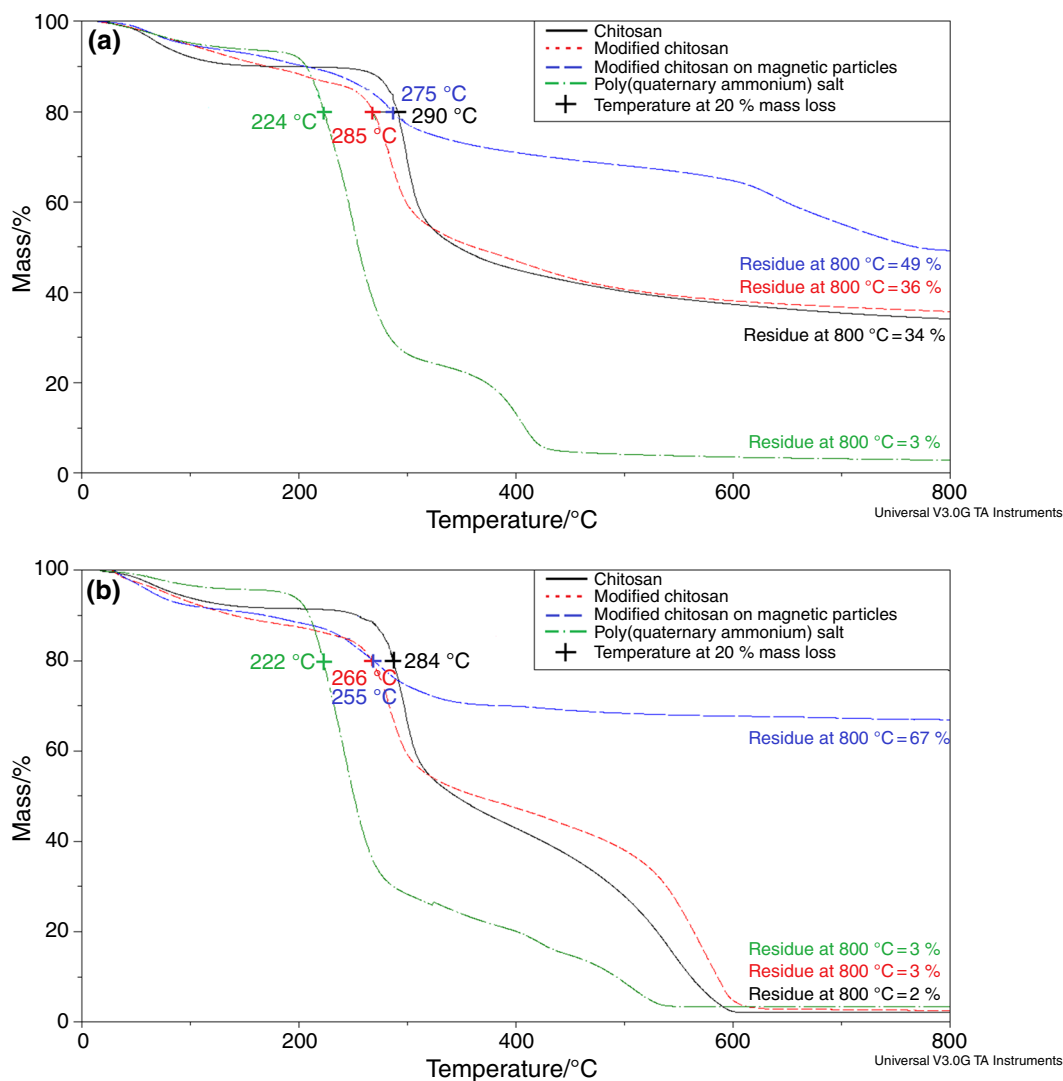 (a)
Chitosan
Modified chitosan
Modified chitosan on magnetic particles
Poly(quaternary ammonium) salt
Temperature at 20 % mass loss
100
80
60
40
20
0
Mass/%
275 °C
290 °C
224 °C
285 °C
Residue at 800 °C = 49 %
Residue at 800 °C = 36 %
Residue at 800 °C = 34 %
Residue at 800 °C = 3 %
0 200 400 600 800
Temperature/°C
Universal V3.0G TA Instruments
(b)
Chitosan
Modified chitosan
Modified chitosan on magnetic particles
Poly(quaternary ammonium) salt
Temperature at 20 % mass loss
100
80
60
40
20
0
Mass/%
222 °C
284 °C
266 °C
255 °C
Residue at 800 °C = 67 %
Residue at 800 °C = 3 %
Residue at 800 °C = 3 %
Residue at 800 °C = 2 %
0 200 400 600 800
Temperature/°C
Universal V3.0G TA Instruments